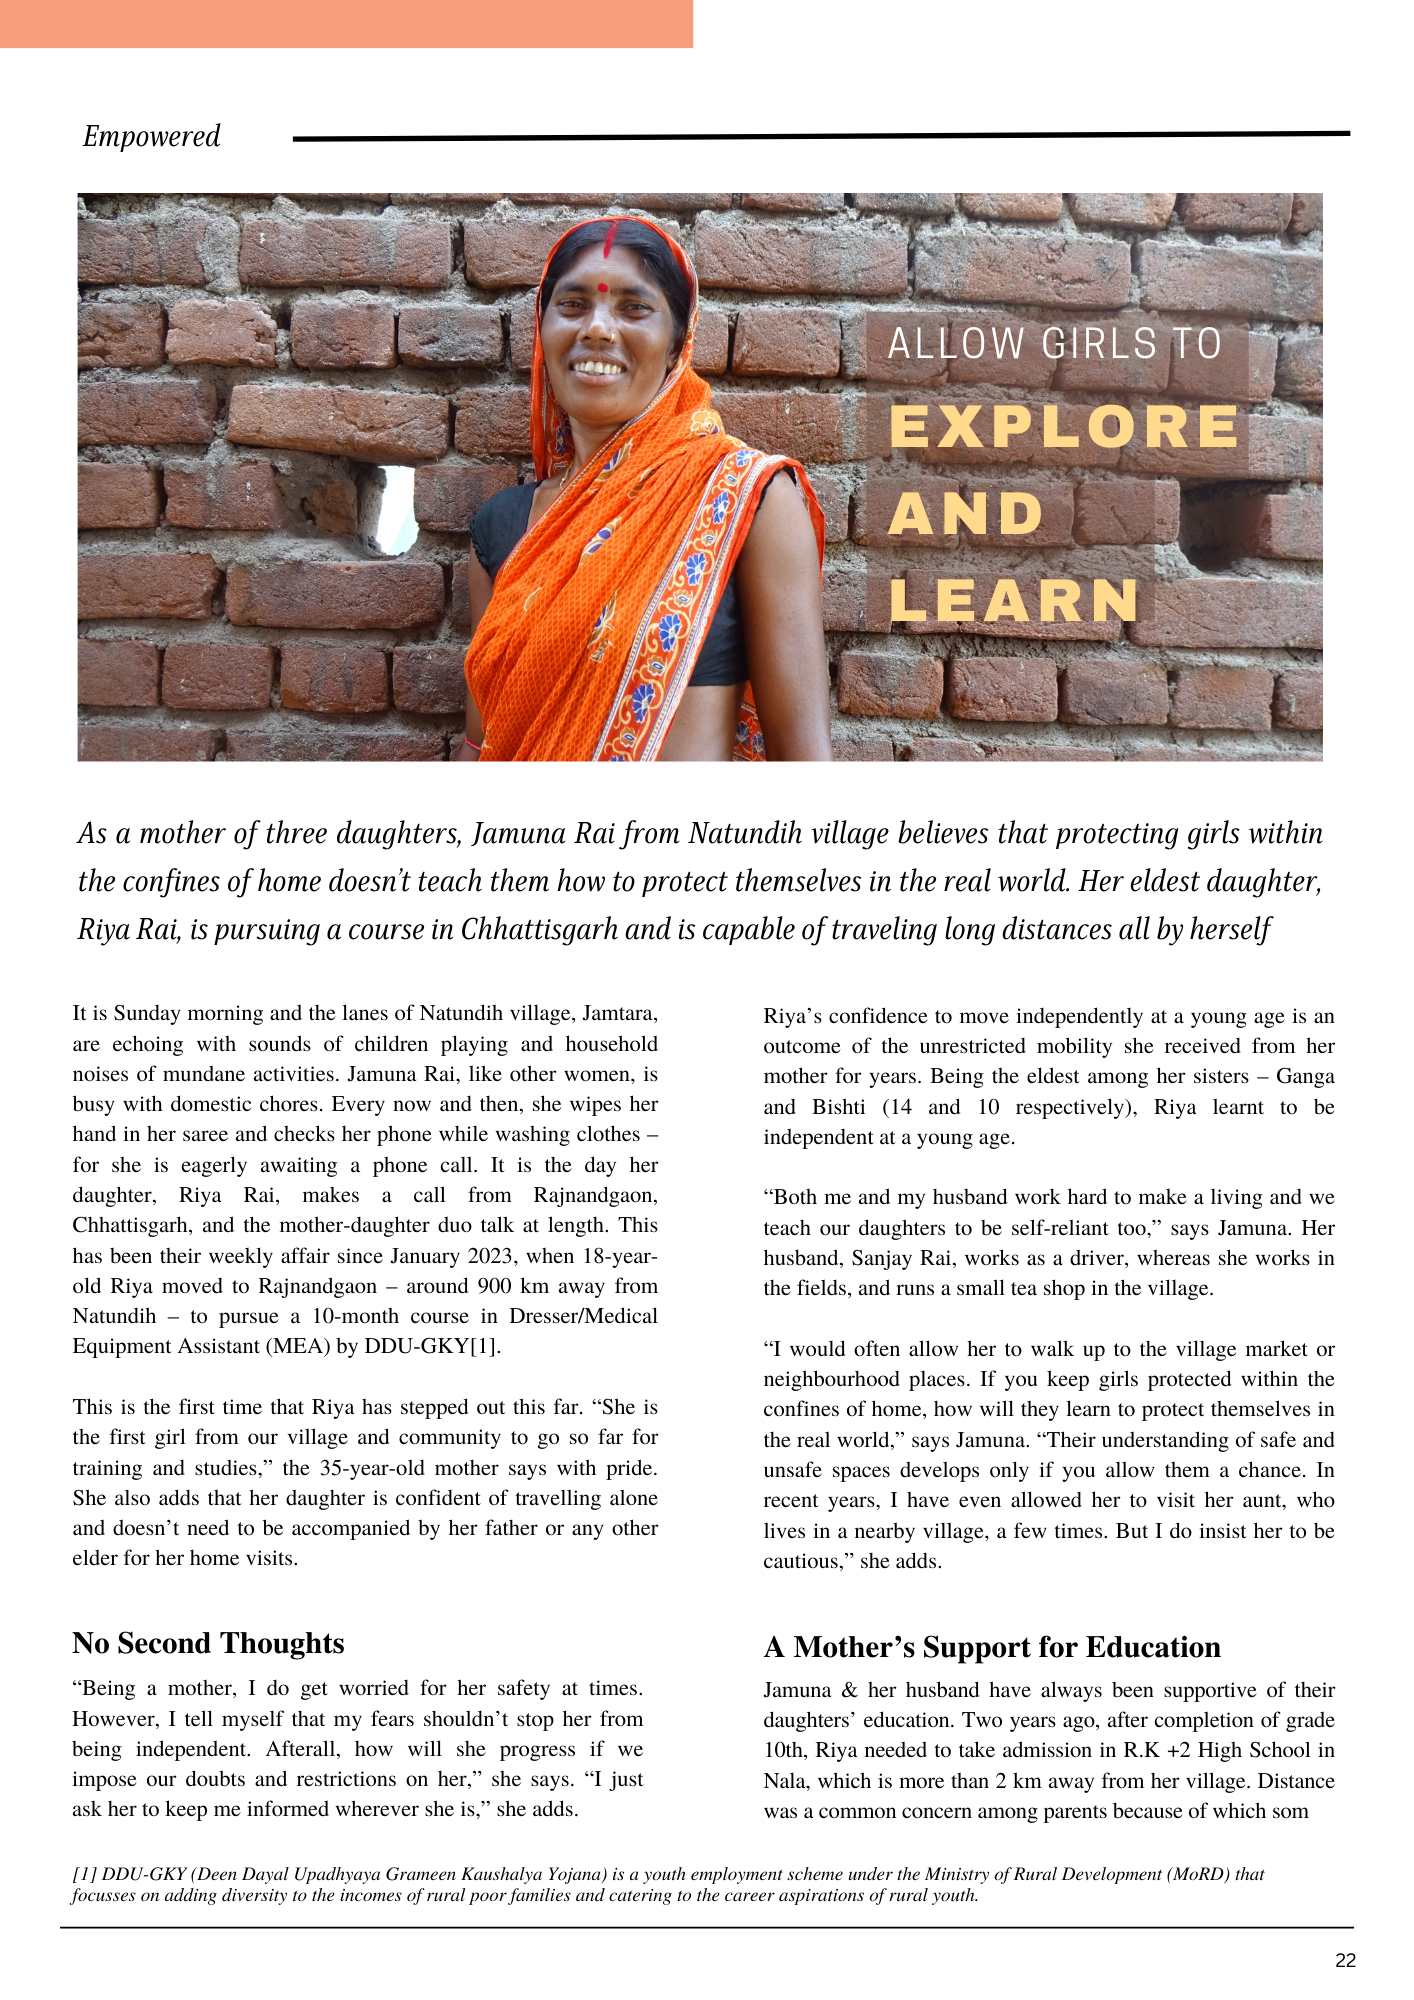 Empowered
ALLOW GIRLS TO
EXPLORE
AND
LEARN
As a mother of three daughters, Jamuna Rai from Natundih village believes that protecting girls within
the confines of home doesn’t teach them how to protect themselves in the real world. Her eldest daughter,
Riya Rai, is pursuing a course in Chhattisgarh and is capable of traveling long distances all by herself
It is Sunday morning and the lanes of Natundih village, Jamtara,
are echoing with sounds of children playing and household
noises of mundane activities. Jamuna Rai, like other women, is
busy with domestic chores. Every now and then, she wipes her
hand in her saree and checks her phone while washing clothes –
for she is eagerly awaiting a phone call. It is the day her
daughter, Riya Rai, makes a call from Rajnandgaon,
Chhattisgarh, and the mother-daughter duo talk at length. This
has been their weekly affair since January 2023, when 18-year-
old Riya moved to Rajnandgaon – around 900 km away from
Natundih – to pursue a 10-month course in Dresser/Medical
Equipment Assistant (MEA) by DDU-GKY[1].
This is the first time that Riya has stepped out this far. “She is
the first girl from our village and community to go so far for
training and studies,” the 35-year-old mother says with pride.
She also adds that her daughter is confident of travelling alone
and doesn’t need to be accompanied by her father or any other
elder for her home visits.
No Second Thoughts
“Being a mother, I do get worried for her safety at times.
However, I tell myself that my fears shouldn’t stop her from
being independent. Afterall, how will she progress if we
impose our doubts and restrictions on her,” she says. “I just
ask her to keep me informed wherever she is,” she adds.
Riya’s confidence to move independently at a young age is an
outcome of the unrestricted mobility she received from her
mother for years. Being the eldest among her sisters – Ganga
and Bishti (14 and 10 respectively), Riya learnt to be
independent at a young age.
“Both me and my husband work hard to make a living and we
teach our daughters to be self-reliant too,” says Jamuna. Her
husband, Sanjay Rai, works as a driver, whereas she works in
the fields, and runs a small tea shop in the village.
“I would often allow her to walk up to the village market or
neighbourhood places. If you keep girls protected within the
confines of home, how will they learn to protect themselves in
the real world,” says Jamuna. “Their understanding of safe and
unsafe spaces develops only if you allow them a chance. In
recent years, I have even allowed her to visit her aunt, who
lives in a nearby village, a few times. But I do insist her to be
cautious,” she adds.
A Mother’s Support for Education
Jamuna & her husband have always been supportive of their
daughters’ education. Two years ago, after completion of grade
10th, Riya needed to take admission in R.K +2 High School in
Nala, which is more than 2 km away from her village. Distance
was a common concern among parents because of which som
[1] DDU-GKY (Deen Dayal Upadhyaya Grameen Kaushalya Yojana) is a youth employment scheme under the Ministry of Rural Development (MoRD) that
focusses on adding diversity to the incomes of rural poor families and catering to the career aspirations of rural youth.
22